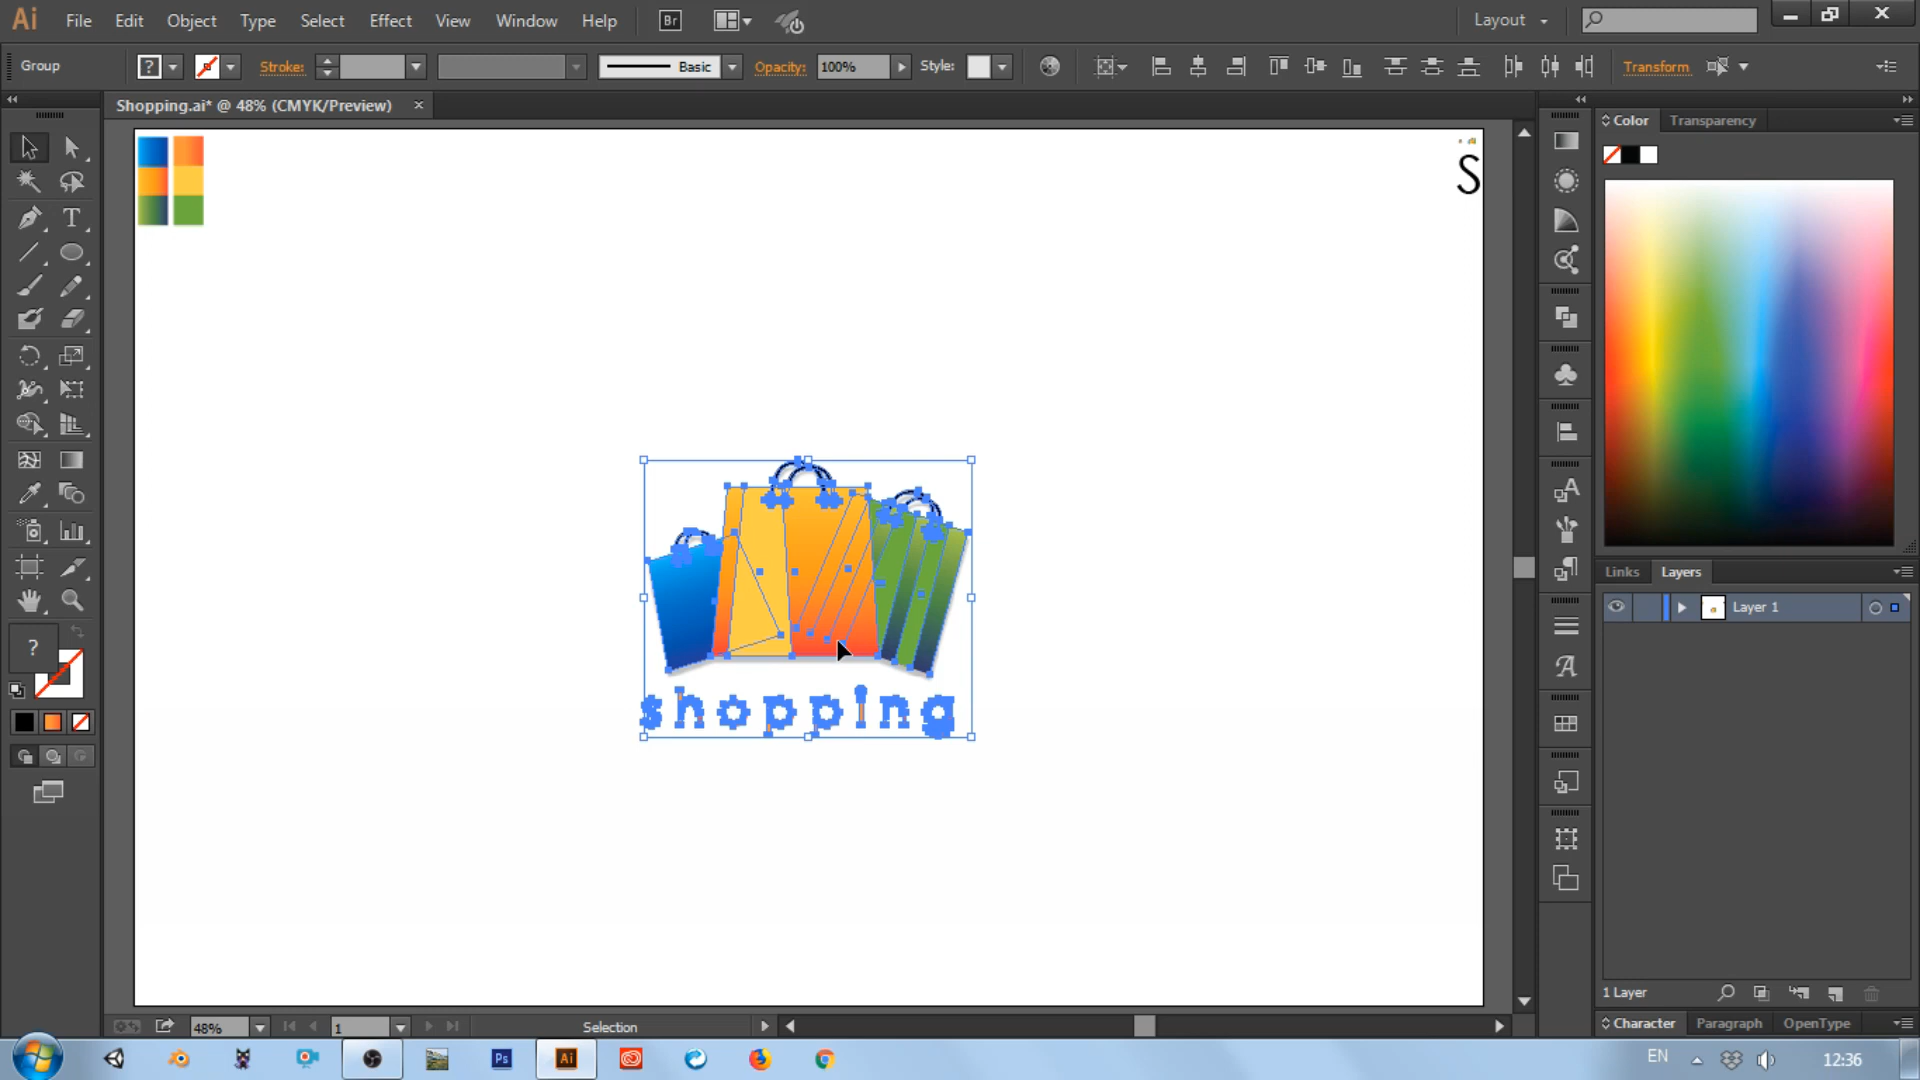 Ai File Edit Object Type Select Effect View Window Help Br Layout
Group Stroke: Basic Opacity: 100% Style: Transform
Shopping.ai* @ 48% (CMYK/Preview)
Color Transparency
S
shopping
Links Layers
Layer 1
1 Layer
48% 1 Selection
Character Paragraph OpenType
Ps Ai EN 12:36